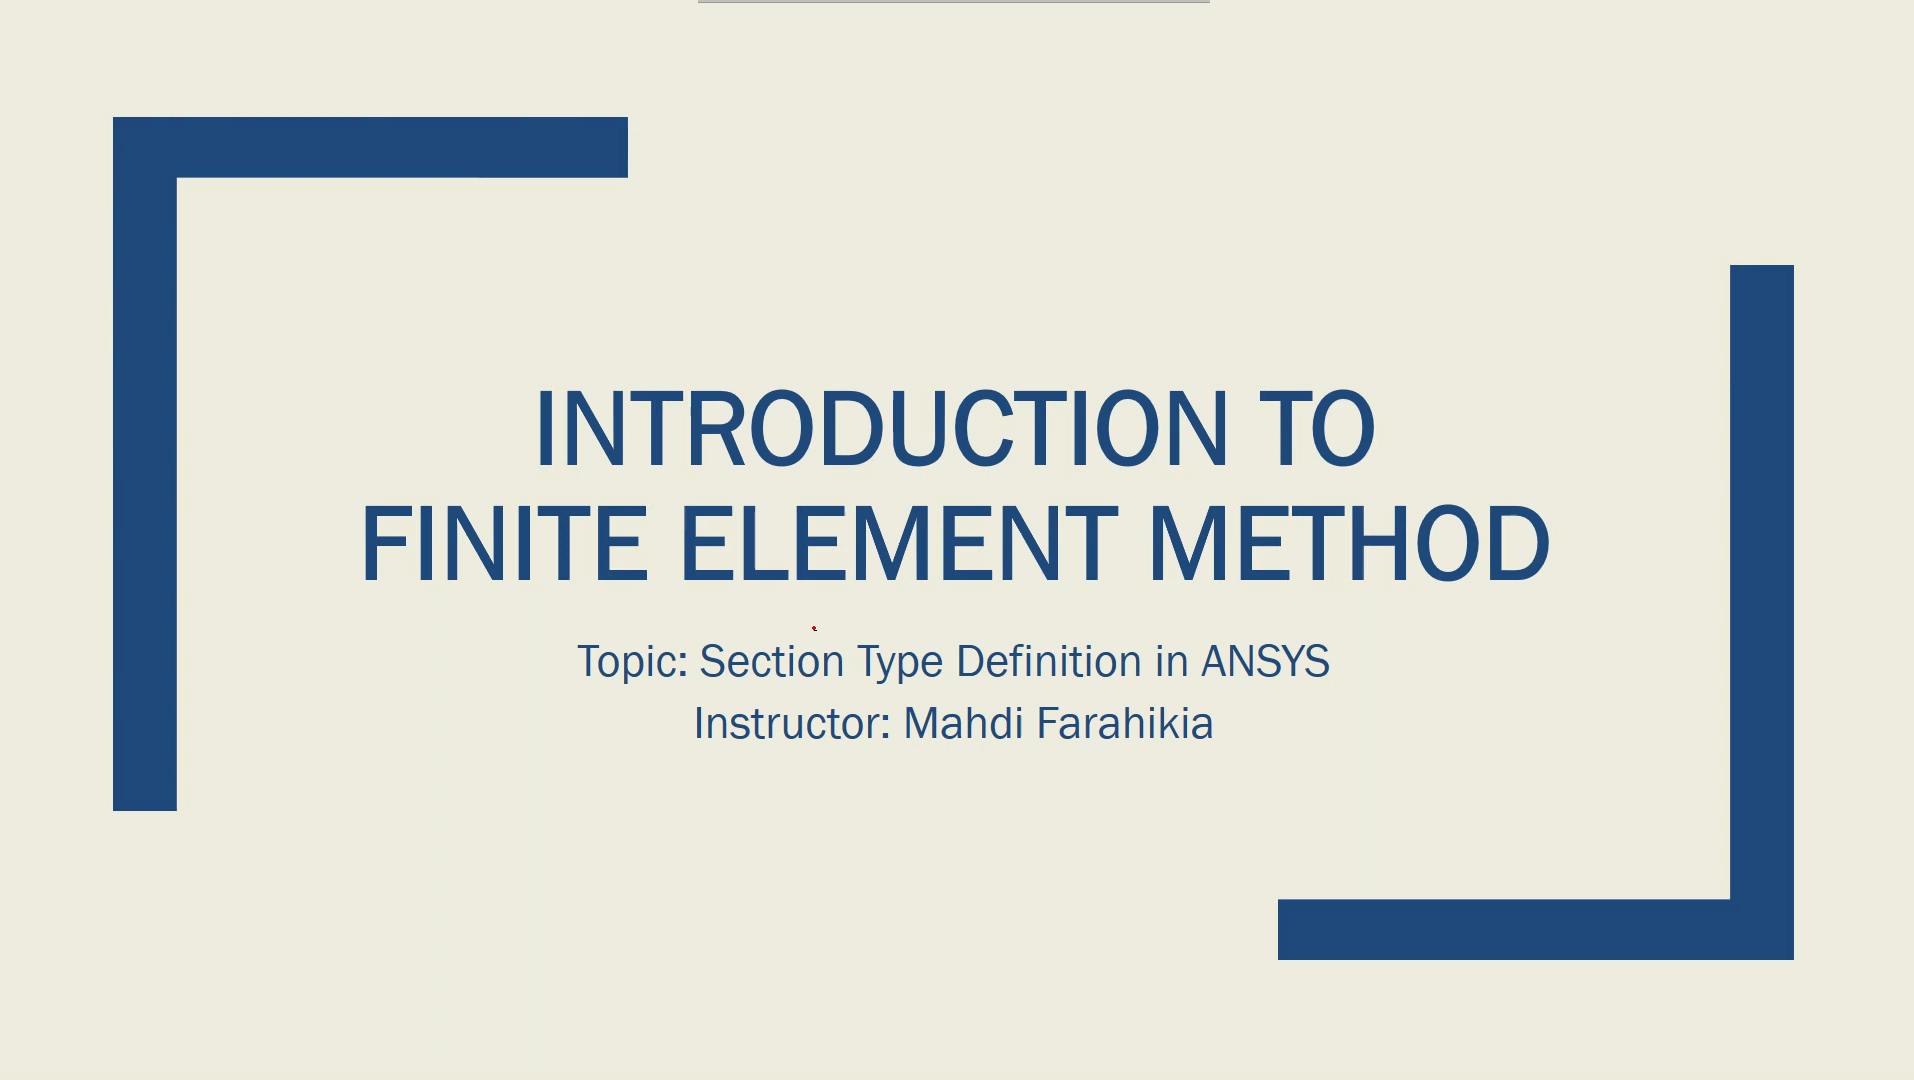 INTRODUCTION TO
FINITE ELEMENT METHOD
Topic: Section Type Definition in ANSYS
Instructor: Mahdi Farahikia